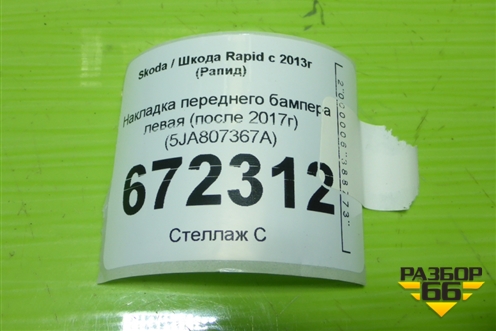 Skoda / Шкода Rapid с 2013г
(Рапид)
Накладка переднего бампера
левая (после 2017г)
(5JA807367A)
672312
Стеллаж С
РАЗБОР
66